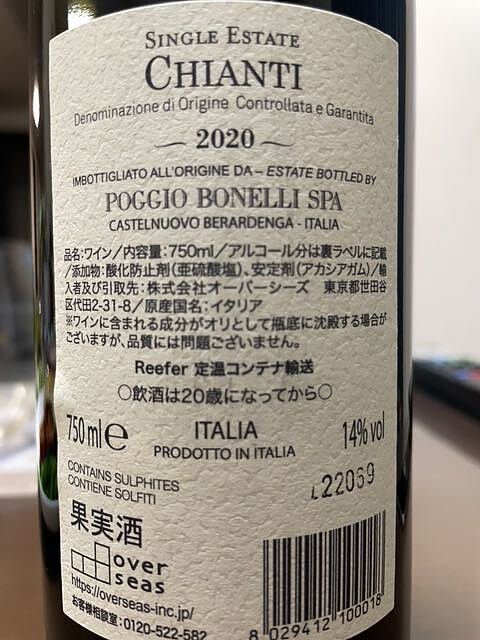 SINGLE ESTATE
CHIANTI
Denominazione di Origine Controllata e Garantita
2020
IMBOTTIGLIATO ALL'ORIGINE DA – ESTATE BOTTLED BY
POGGIO BONELLI SPA
CASTELNUOVO BERARDENGA - ITALIA
品名:ワイン/内容量:750ml/アルコール分は裏ラベルに記載
/添加物:酸化防止剤(亜硫酸塩)、安定剤(アカシアガム)/輸
入者及び引取先:株式会社オーバーシーズ 東京都世田谷
区代田2-31-8/原産国名:イタリア
※ワインに含まれる成分がオリとして瓶底に沈殿する場合が
ございますが、品質には問題ございません。
Reefer 定温コンテナ輸送
○飲酒は20歳になってから○
750 ml e ITALIA 14% vol
PRODOTTO IN ITALIA
CONTAINS SULPHITES
CONTIENE SOLFITI
L22069
果実酒
over
seas
https://overseas-inc.jp/
お客様相談室:0120-522-582
8 029412 100018